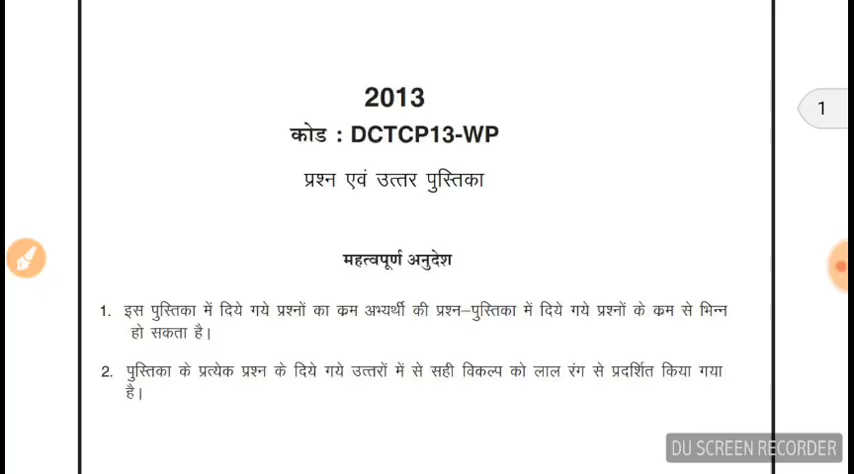 2013
कोड : DCTCP13-WP
प्रश्न एवं उत्तर पुस्तिका
1
महत्वपूर्ण अनुदेश
1. इस पुस्तिका में दिये गये प्रश्नों का क्रम अभ्यर्थी की प्रश्न–पुस्तिका में दिये गये प्रश्नों के क्रम से भिन्न
हो सकता है।
2. पुस्तिका के प्रत्येक प्रश्न के दिये गये उत्तरों में से सही विकल्प को लाल रंग से प्रदर्शित किया गया
है।
DU SCREEN RECORDER